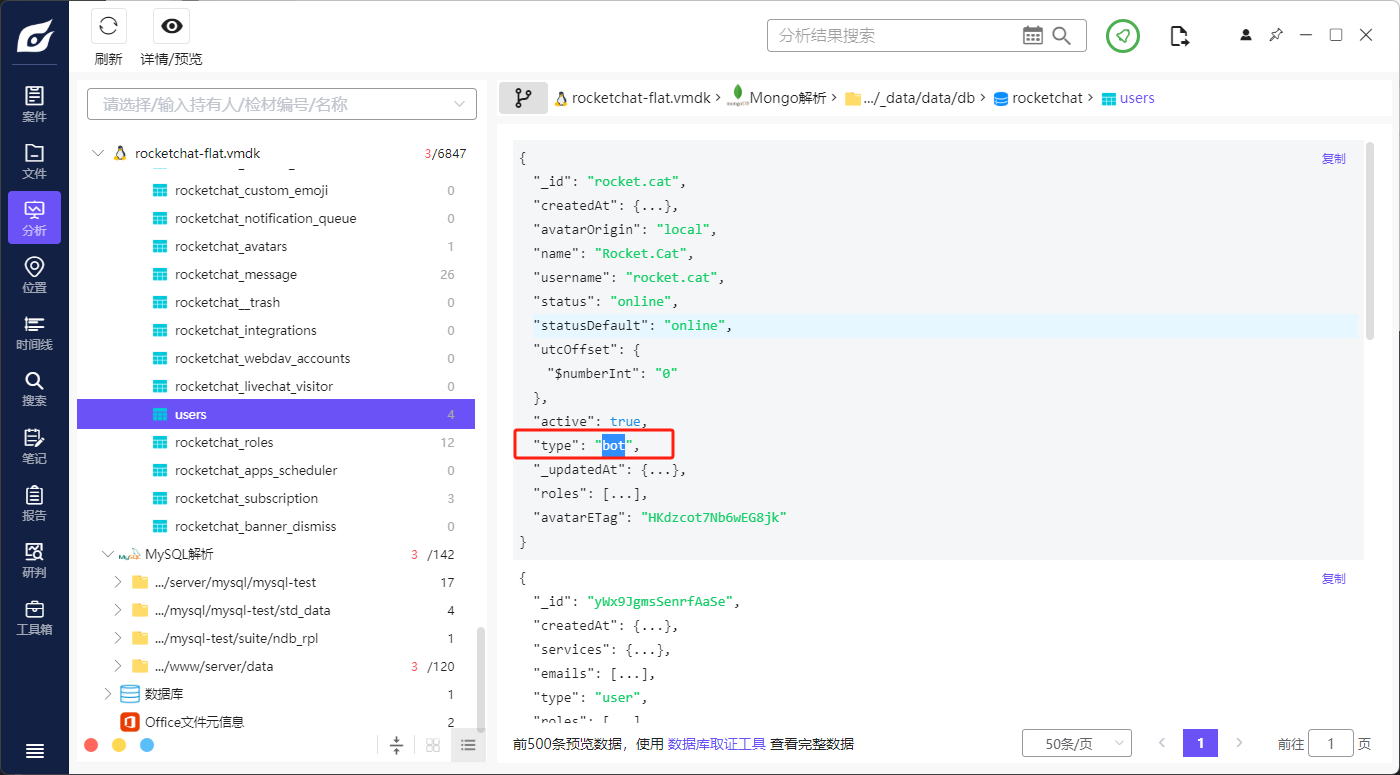 刷新
详情/预览
分析结果搜索
案件
文件
分析
位置
时间线
搜索
笔记
报告
研判
工具箱
请选择/输入持有人/检材编号/名称
rocketchat-flat.vmdk 3/6847
rocketchat_custom_emoji 0
rocketchat_notification_queue 0
rocketchat_avatars 1
rocketchat_message 26
rocketchat__trash 0
rocketchat_integrations 0
rocketchat_webdav_accounts 0
rocketchat_livechat_visitor 0
users 4
rocketchat_roles 12
rocketchat_apps_scheduler 0
rocketchat_subscription 3
rocketchat_banner_dismiss 0
MySQL解析 3 /142
.../server/mysql/mysql-test 17
.../mysql/mysql-test/std_data 4
.../mysql-test/suite/ndb_rpl 1
.../www/server/data 3 /120
数据库 1
Office文件元信息 2
rocketchat-flat.vmdk > Mongo解析 > .../_data/data/db > rocketchat > users
{ 复制
"_id": "rocket.cat",
"createdAt": {...},
"avatarOrigin": "local",
"name": "Rocket.Cat",
"username": "rocket.cat",
"status": "online",
"statusDefault": "online",
"utcOffset": {
"$numberInt": "0"
},
"active": true,
"type": "bot",
"_updatedAt": {...},
"roles": [...],
"avatarETag": "HKdzcot7Nb6wEG8jk"
}
{ 复制
"_id": "yWx9JgmsSenrfAaSe",
"createdAt": {...},
"services": {...},
"emails": [...],
"type": "user",
"roles": [...]
前500条预览数据，使用 数据库取证工具 查看完整数据
50条/页
1
前往 1 页